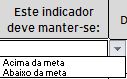 Este indicador
deve manter-se:
D
Acima da meta
Abaixo da meta